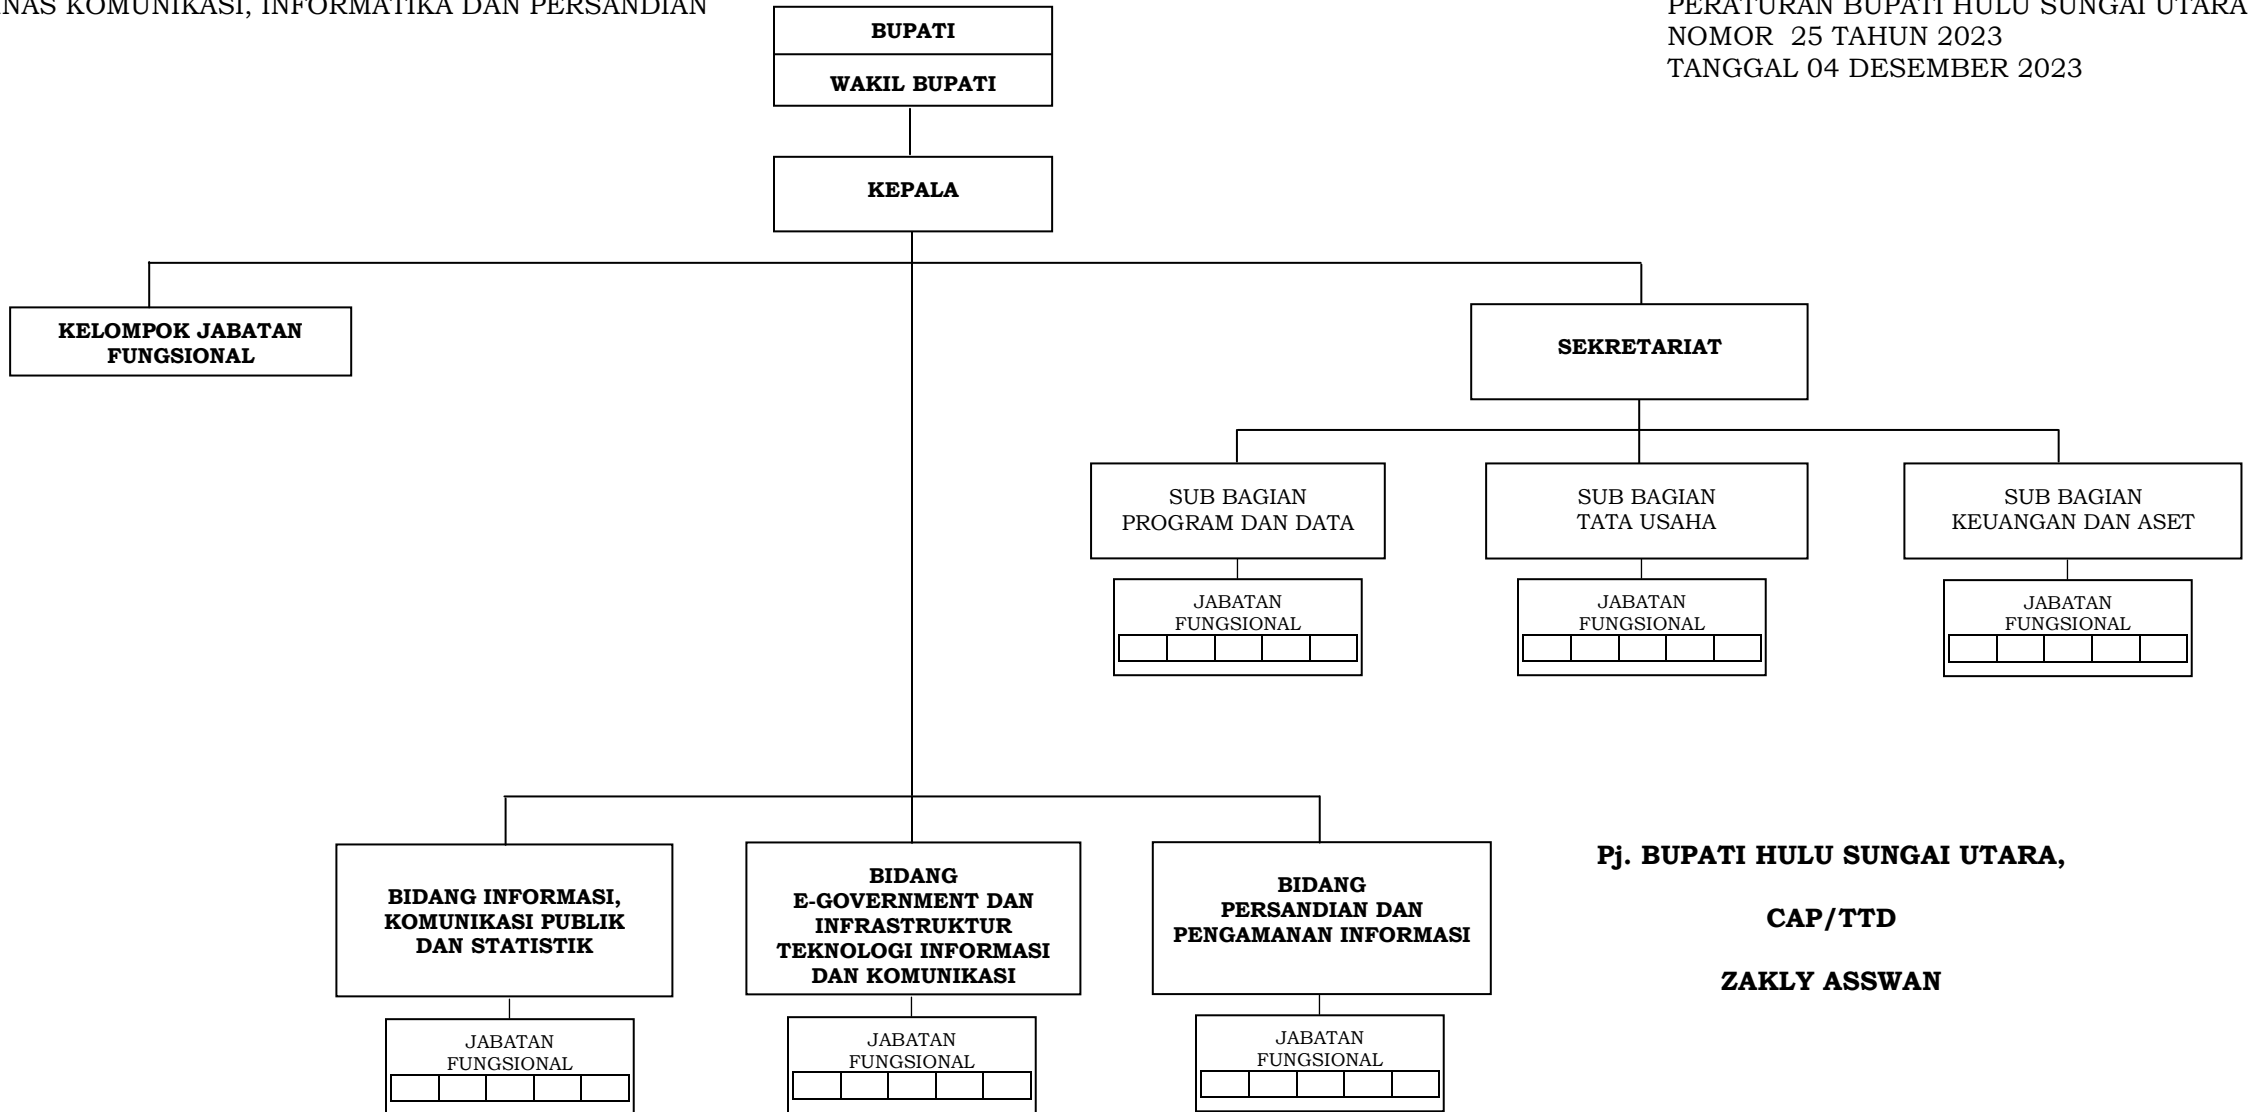 KOMUNIKASI, INFORMATIKA DAN PERSANDIAN
PERATURAN BUPATI HULU SUNGAI UTARA
NOMOR 25 TAHUN 2023
TANGGAL 04 DESEMBER 2023
BUPATI
WAKIL BUPATI
KEPALA
KELOMPOK JABATAN
FUNGSIONAL
SEKRETARIAT
SUB BAGIAN
PROGRAM DAN DATA
SUB BAGIAN
TATA USAHA
SUB BAGIAN
KEUANGAN DAN ASET
JABATAN
FUNGSIONAL
JABATAN
FUNGSIONAL
JABATAN
FUNGSIONAL
BIDANG INFORMASI,
KOMUNIKASI PUBLIK
DAN STATISTIK
BIDANG
E-GOVERNMENT DAN
INFRASTRUKTUR
TEKNOLOGI INFORMASI
DAN KOMUNIKASI
BIDANG
PERSANDIAN DAN
PENGAMANAN INFORMASI
JABATAN
FUNGSIONAL
JABATAN
FUNGSIONAL
JABATAN
FUNGSIONAL
Pj. BUPATI HULU SUNGAI UTARA,
CAP/TTD
ZAKLY ASSWAN